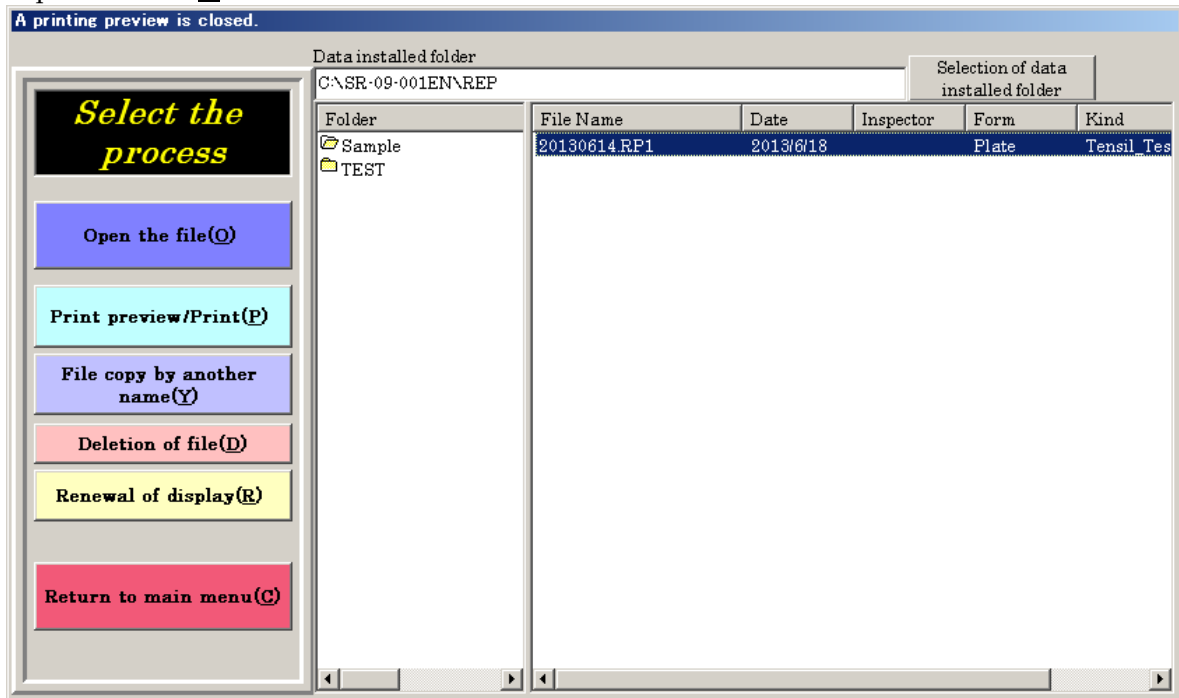 A printing preview is closed.
Data installed folder
C:\SR-09-001EN\REP
Selection of data
installed folder
Select the
process
Open the file(O)
Print preview/Print(P)
File copy by another
name(Y)
Deletion of file(D)
Renewal of display(R)
Return to main menu(C)
Folder
Sample
TEST
File Name Date Inspector Form Kind
20130614.RP1 2013/6/18 Plate Tensil_Tes